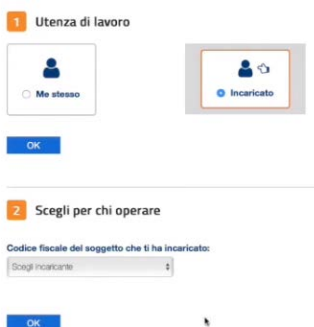 1 Utenza di lavoro
Me stesso
Incaricato
OK
2 Scegli per chi operare
Codice fiscale del soggetto che ti ha incaricato:
Scegli incaricante
OK